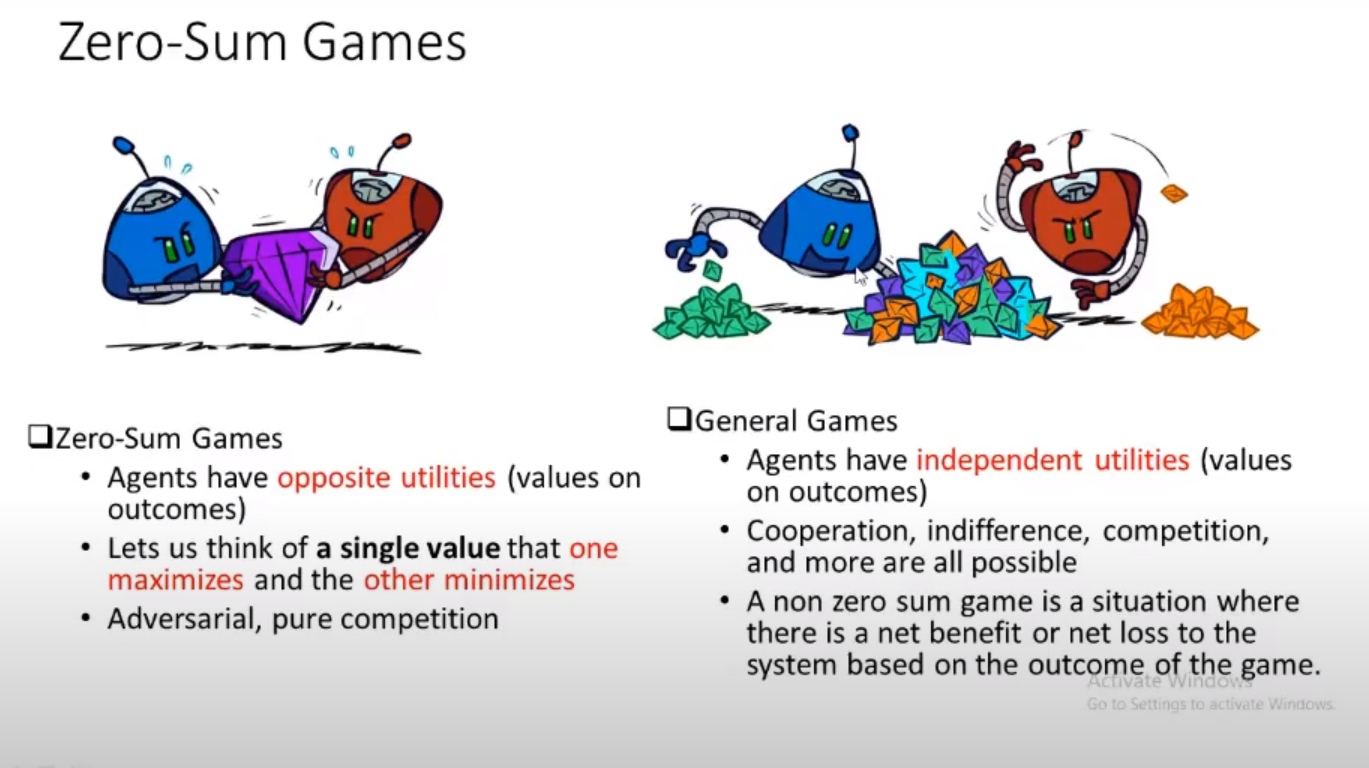 Zero-Sum Games
❑Zero-Sum Games
• Agents have opposite utilities (values on
outcomes)
• Lets us think of a single value that one
maximizes and the other minimizes
• Adversarial, pure competition
❑General Games
• Agents have independent utilities (values
on outcomes)
• Cooperation, indifference, competition,
and more are all possible
• A non zero sum game is a situation where
there is a net benefit or net loss to the
system based on the outcome of the game.
Activate Windows
Go to Settings to activate Windows.